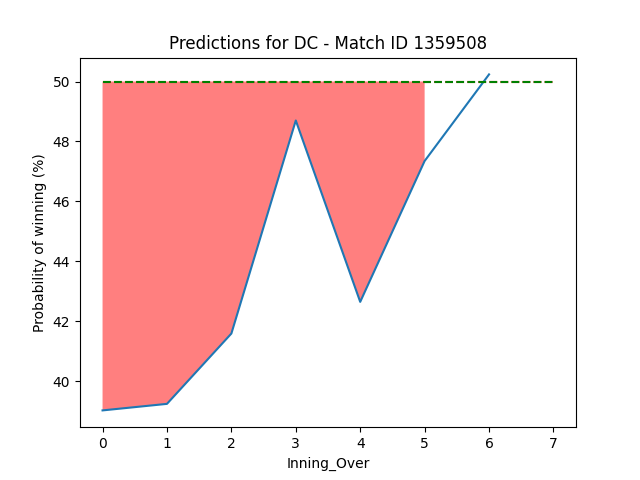 Predictions for DC - Match ID 1359508
Probability of winning (%)
50
48
46
44
42
40
0 1 2 3 4 5 6 7
Inning_Over